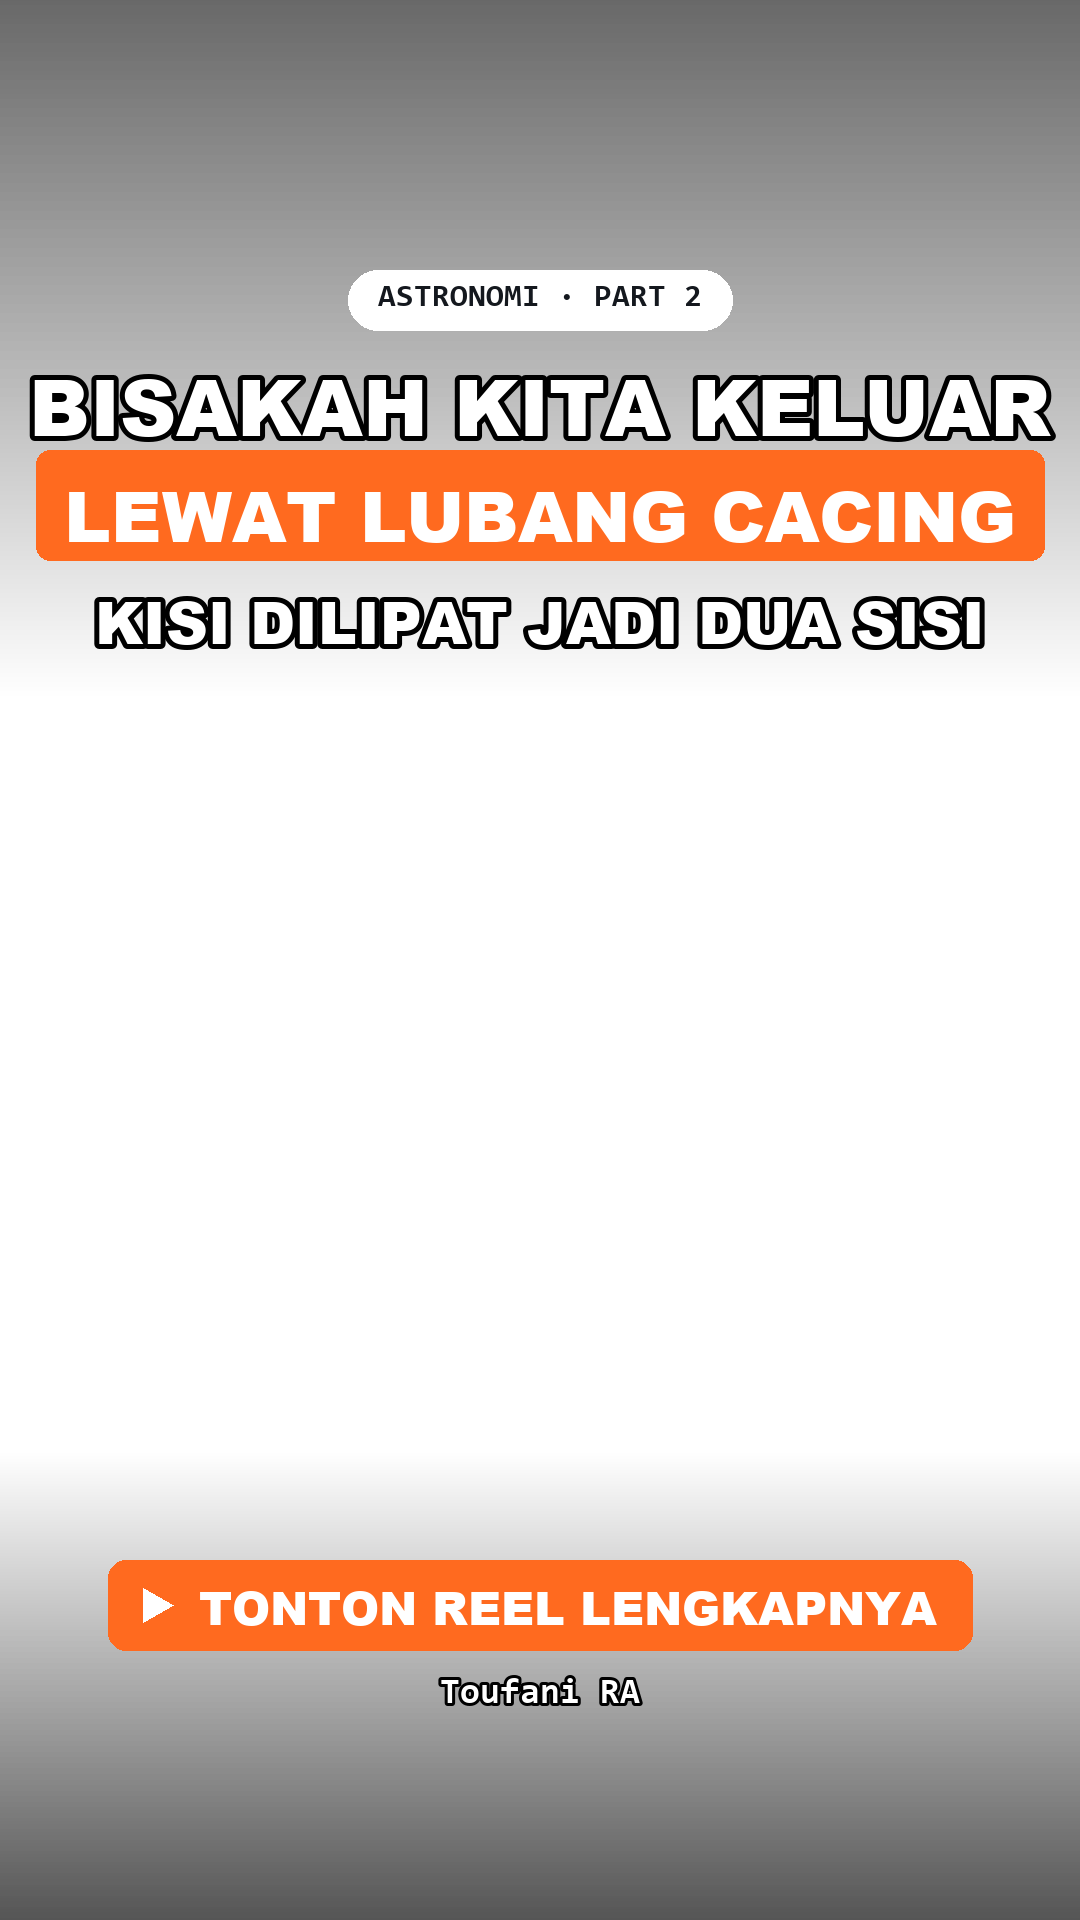 ASTRONOMI · PART 2
BISAKAH KITA KELUAR
LEWAT LUBANG CACING
KISI DILIPAT JADI DUA SISI
TONTON REEL LENGKAPNYA
Toufani RA